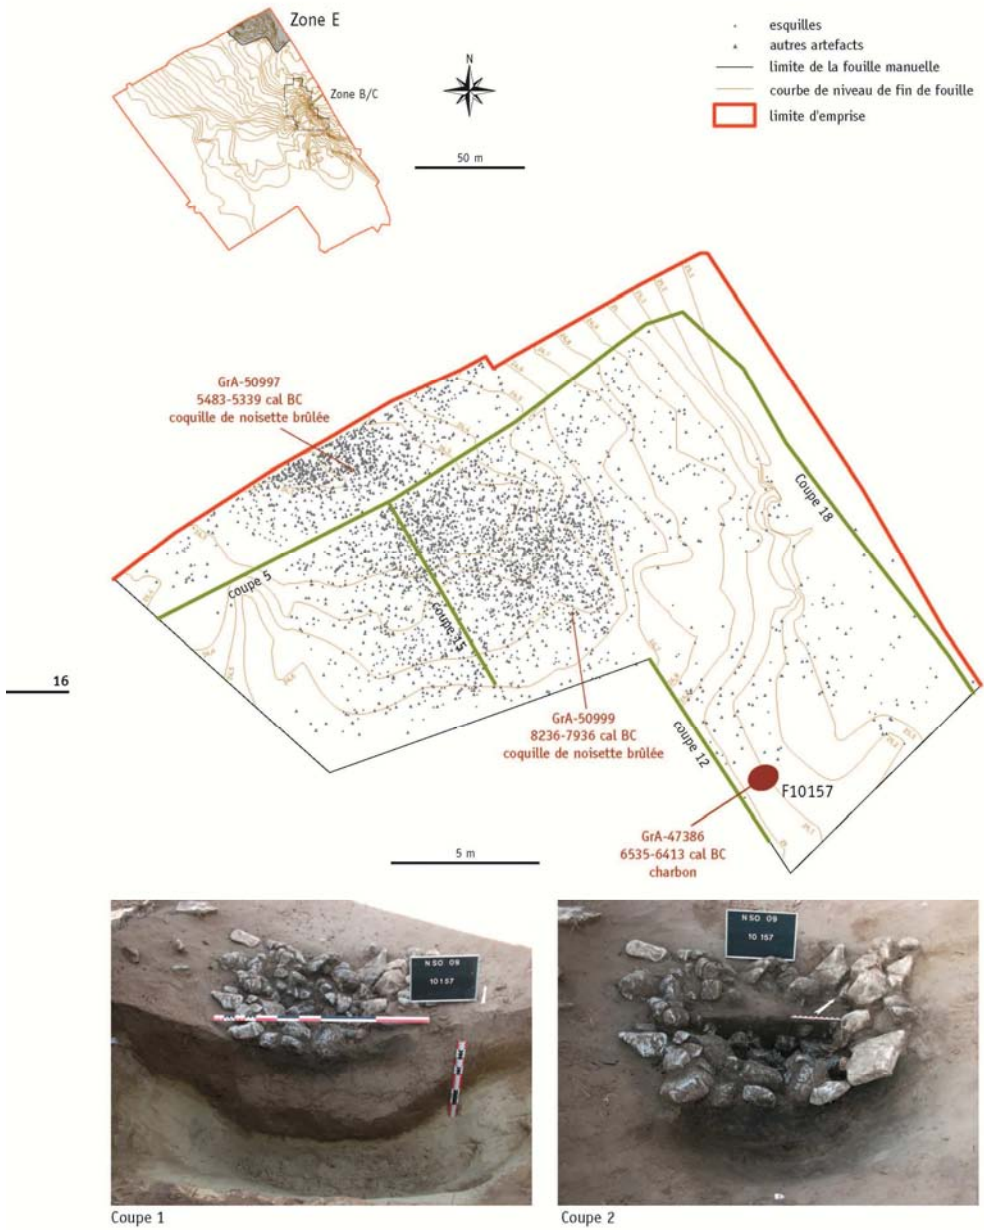 Zone E
Zone B/C
N
50 m
esquilles
autres artefacts
limite de la fouille manuelle
courbe de niveau de fin de fouille
limite d'emprise
GrA-50997
5483-5339 cal BC
coquille de noisette brûlée
coupe 5
coupe 15
Coupe 18
16
GrA-50999
8236-7936 cal BC
coquille de noisette brûlée
coupe 12
F10157
GrA-47386
6535-6413 cal BC
charbon
5 m
NSO 09
10 157
NSO 09
10 157
Coupe 1
Coupe 2